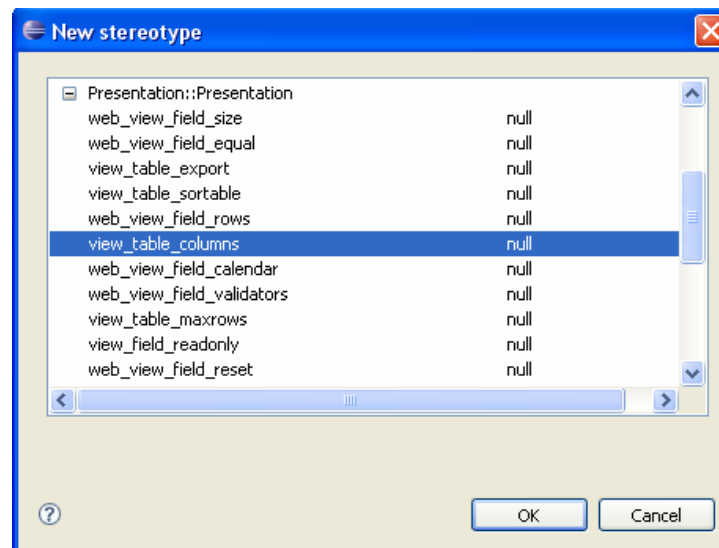 New stereotype
Presentation::Presentation
web_view_field_size null
web_view_field_equal null
view_table_export null
view_table_sortable null
web_view_field_rows null
view_table_columns null
web_view_field_calendar null
web_view_field_validators null
view_table_maxrows null
view_field_readonly null
web_view_field_reset null
OK Cancel